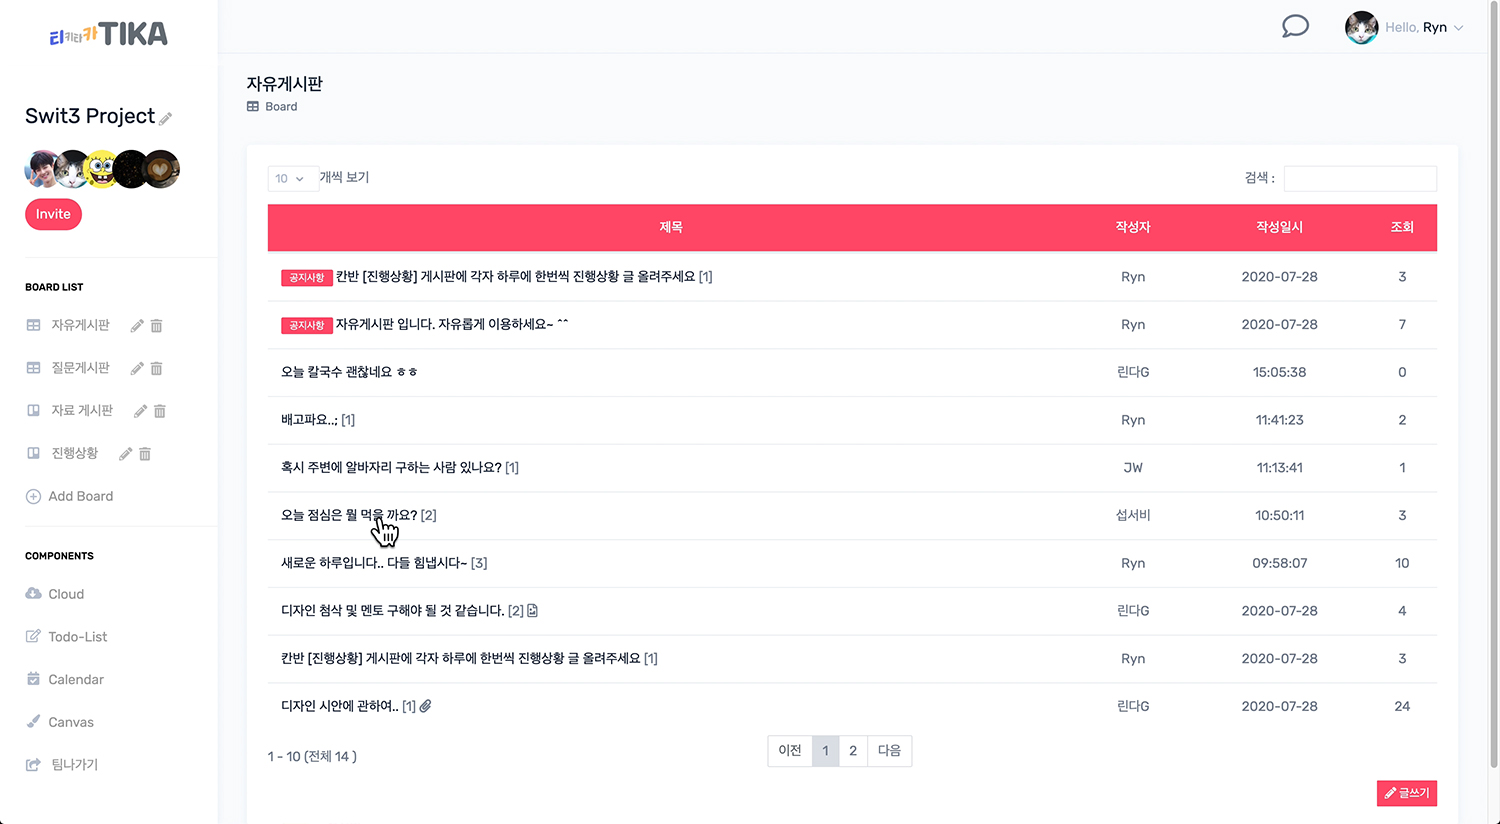 티키타카 TIKA
Hello, Ryn
Swit3 Project
Invite
BOARD LIST
자유게시판
질문게시판
자료 게시판
진행상황
Add Board
COMPONENTS
Cloud
Todo-List
Calendar
Canvas
팀나가기
자유게시판
Board
10 개씩 보기
검색 :
제목 작성자 작성일시 조회
공지사항 칸반 [진행상황] 게시판에 각자 하루에 한번씩 진행상황 글 올려주세요 [1] Ryn 2020-07-28 3
공지사항 자유게시판 입니다. 자유롭게 이용하세요~ ^^ Ryn 2020-07-28 7
오늘 칼국수 괜찮네요 ㅎㅎ 린다G 15:05:38 0
배고파요..; [1] Ryn 11:41:23 2
혹시 주변에 알바자리 구하는 사람 있나요? [1] JW 11:13:41 1
오늘 점심은 뭘 먹을 까요? [2] 섭서비 10:50:11 3
새로운 하루입니다.. 다들 힘냅시다~ [3] Ryn 09:58:07 10
디자인 첨삭 및 멘토 구해야 될 것 같습니다. [2] 린다G 2020-07-28 4
칸반 [진행상황] 게시판에 각자 하루에 한번씩 진행상황 글 올려주세요 [1] Ryn 2020-07-28 3
디자인 시안에 관하여.. [1] 린다G 2020-07-28 24
1 - 10 (전체 14 )
이전 1 2 다음
글쓰기